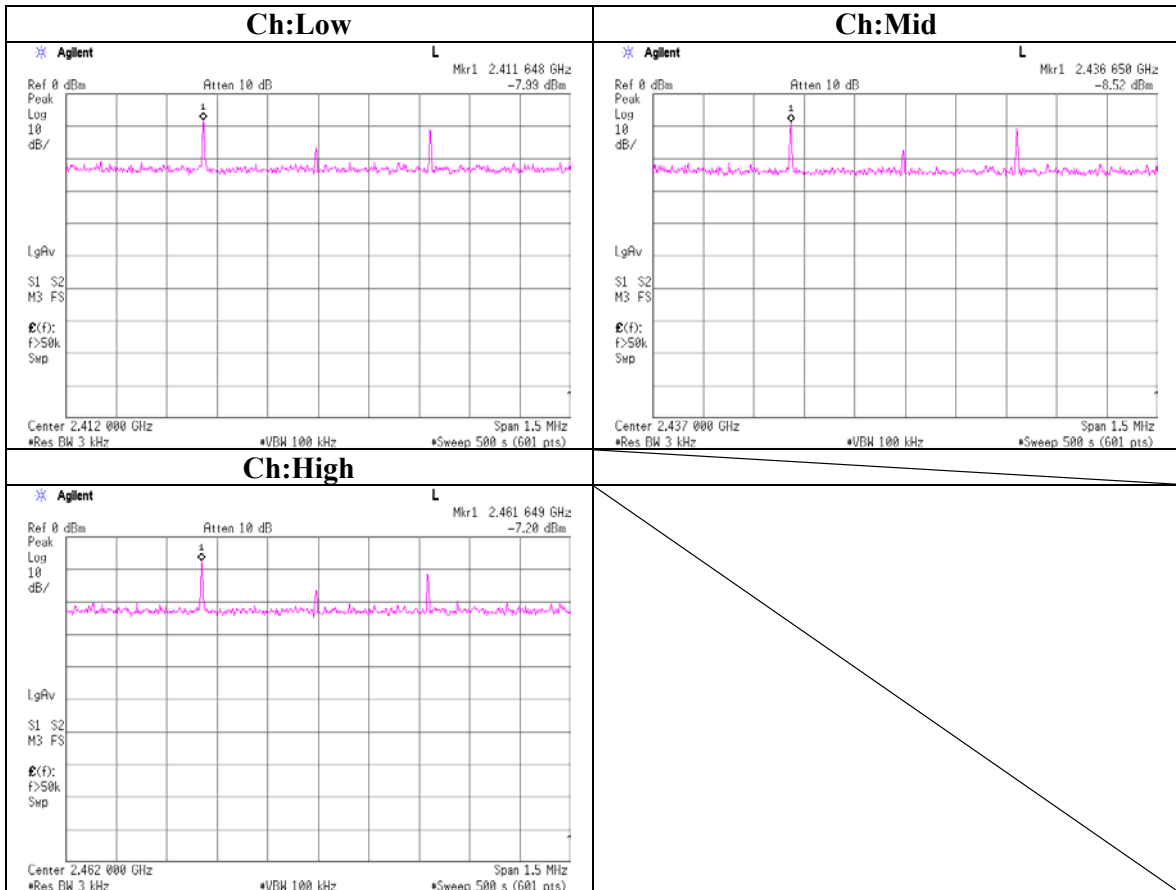 Ch:Low
Agilent L
Mkr1 2.411 648 GHz
Ref 0 dBm Atten 10 dB -7.99 dBm
Peak
Log
10
dB/
1
LgAv
S1 S2
M3 FS
£(f):
f>50k
Swp
Center 2.412 000 GHz Span 1.5 MHz
#Res BW 3 kHz #VBW 100 kHz #Sweep 500 s (601 pts)
Ch:Mid
Agilent L
Mkr1 2.436 650 GHz
Ref 0 dBm Atten 10 dB -8.52 dBm
Peak
Log
10
dB/
1
LgAv
S1 S2
M3 FS
£(f):
f>50k
Swp
Center 2.437 000 GHz Span 1.5 MHz
#Res BW 3 kHz #VBW 100 kHz #Sweep 500 s (601 pts)
Ch:High
Agilent L
Mkr1 2.461 649 GHz
Ref 0 dBm Atten 10 dB -7.20 dBm
Peak
Log
10
dB/
1
LgAv
S1 S2
M3 FS
£(f):
f>50k
Swp
Center 2.462 000 GHz Span 1.5 MHz
#Res BW 3 kHz #VBW 100 kHz #Sweep 500 s (601 pts)